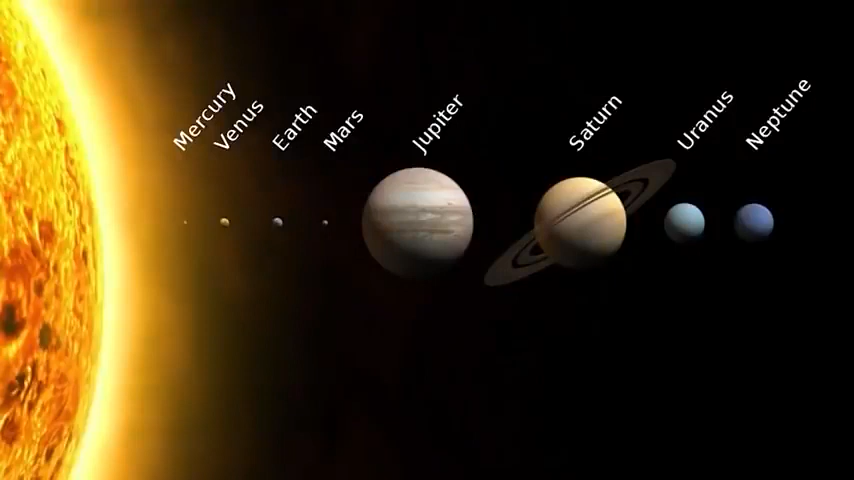 Mercury
Venus
Earth
Mars
Jupiter
Saturn
Uranus
Neptune